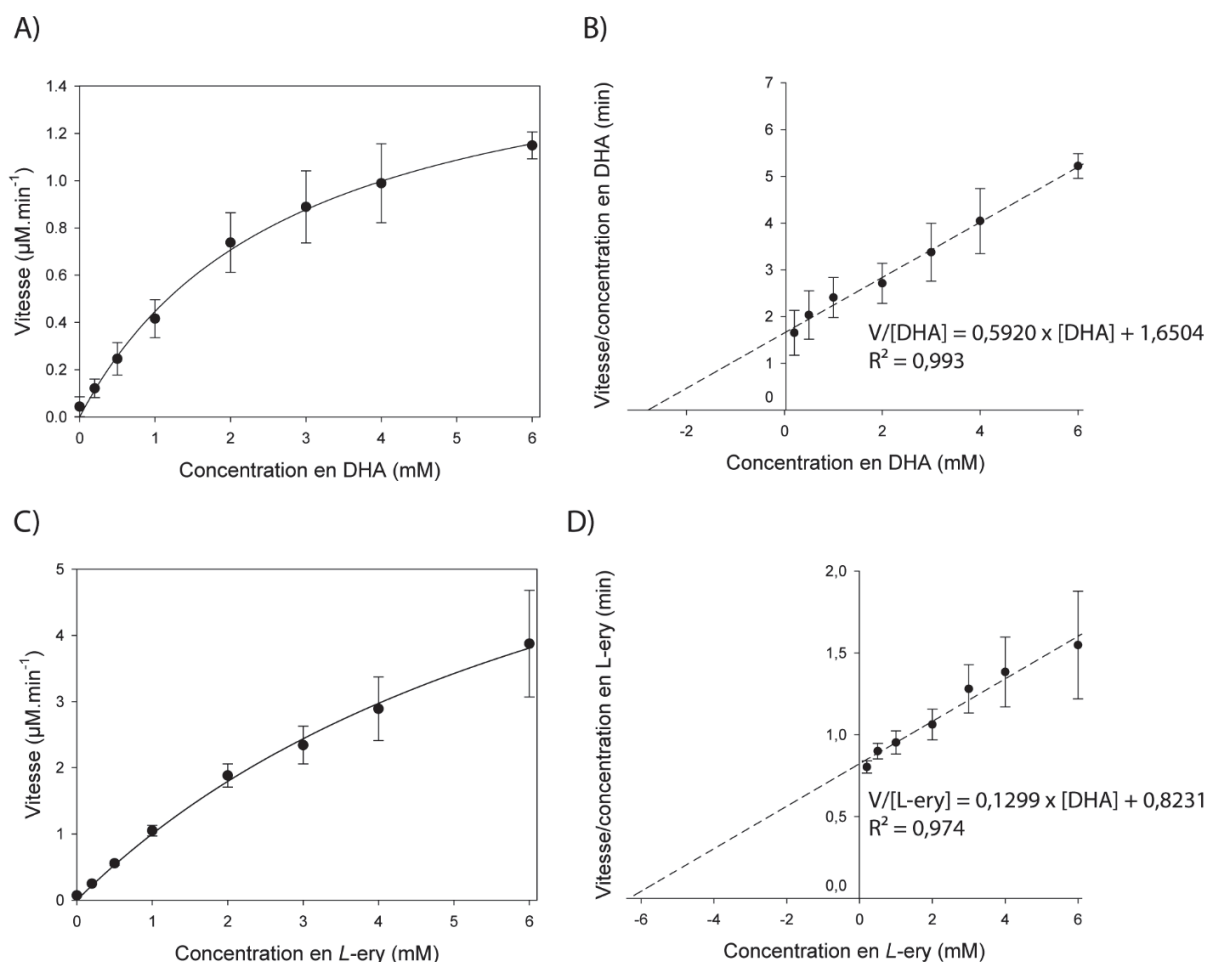 A)
1.4
1.2
1.0
0.8
0.6
0.4
0.2
0.0
Vitesse (µM.min⁻¹)
0 1 2 3 4 5 6
Concentration en DHA (mM)
B)
7
6
5
4
3
2
1
0
Vitesse/concentration en DHA (min)
V/[DHA] = 0,5920 x [DHA] + 1,6504
R² = 0,993
-2 0 2 4 6
Concentration en DHA (mM)
C)
5
4
3
2
1
0
Vitesse (µM.min⁻¹)
0 1 2 3 4 5 6
Concentration en L-ery (mM)
D)
2,0
1,5
1,0
0,5
0,0
Vitesse/concentration en L-ery (min)
V/[L-ery] = 0,1299 x [DHA] + 0,8231
R² = 0,974
-6 -4 -2 0 2 4 6
Concentration en L-ery (mM)